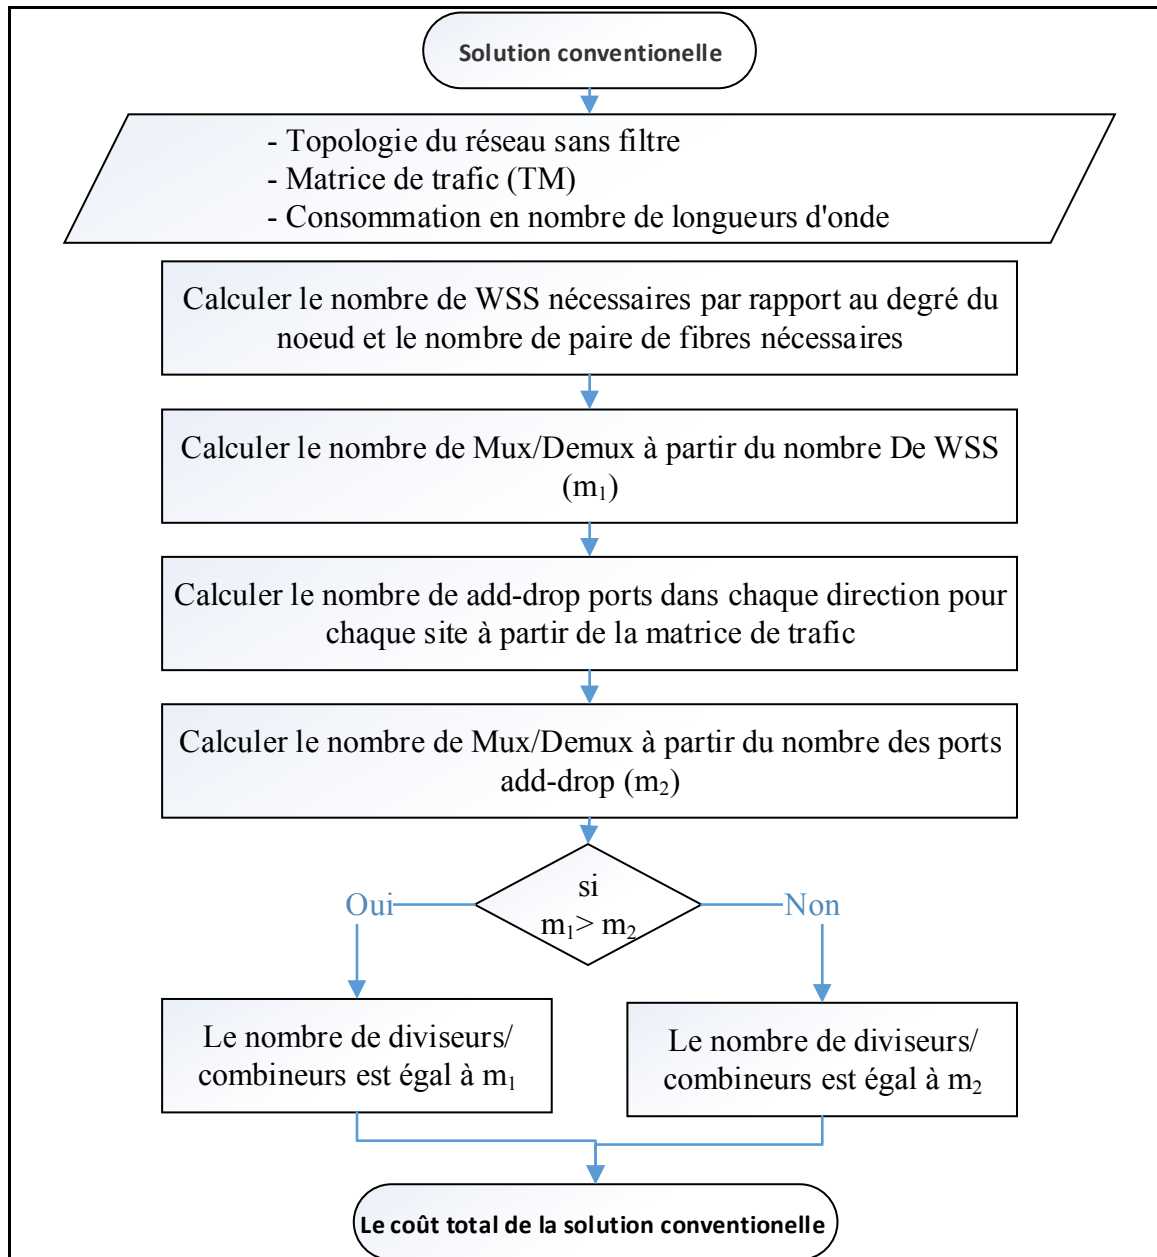 Solution conventionelle
- Topologie du réseau sans filtre
- Matrice de trafic (TM)
- Consommation en nombre de longueurs d'onde
Calculer le nombre de WSS nécessaires par rapport au degré du
noeud et le nombre de paire de fibres nécessaires
Calculer le nombre de Mux/Demux à partir du nombre De WSS
(m₁)
Calculer le nombre de add-drop ports dans chaque direction pour
chaque site à partir de la matrice de trafic
Calculer le nombre de Mux/Demux à partir du nombre des ports
add-drop (m₂)
si
m₁> m₂
Oui
Non
Le nombre de diviseurs/
combineurs est égal à m₁
Le nombre de diviseurs/
combineurs est égal à m₂
Le coût total de la solution conventionelle